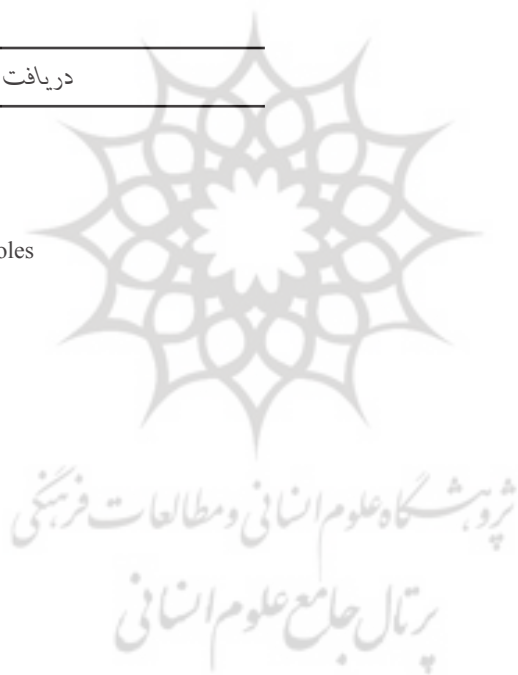 دریافت
oles
پژوهشگاه علوم انسانی و مطالعات فرهنگی
پرتال جامع علوم انسانی